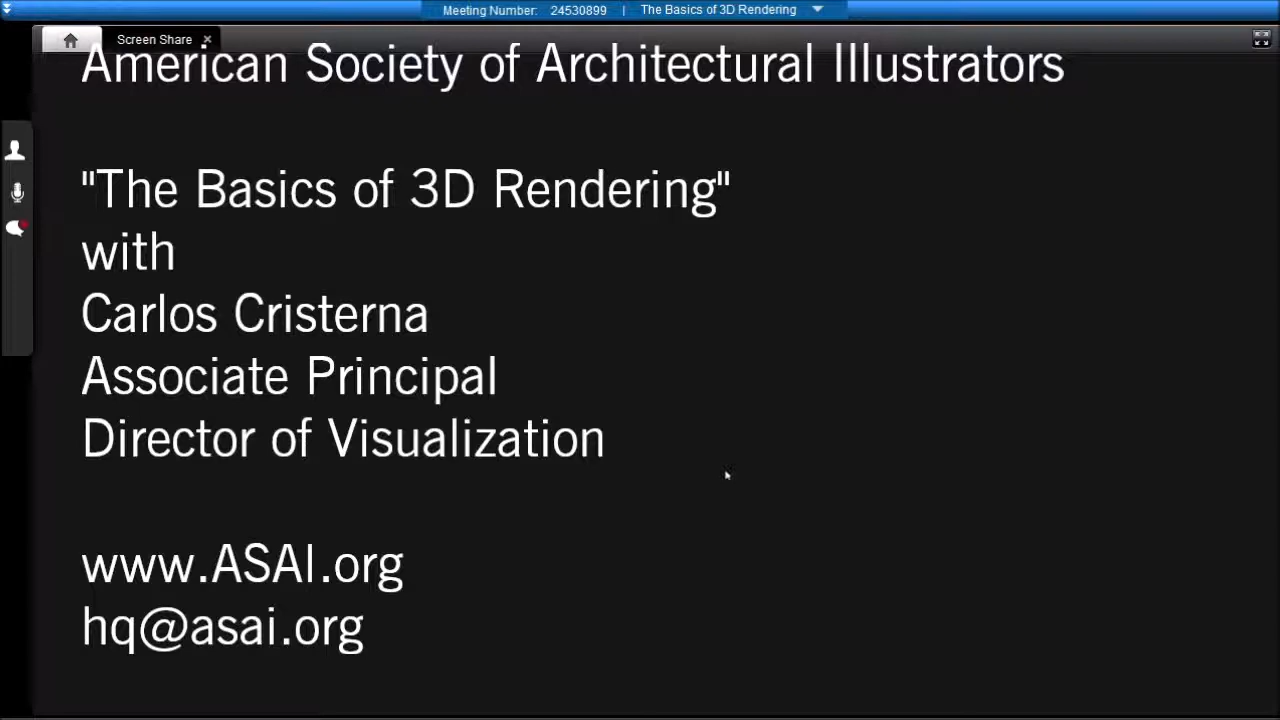 Meeting Number: 24530899 | The Basics of 3D Rendering
Screen Share
American Society of Architectural Illustrators
"The Basics of 3D Rendering"
with
Carlos Cristerna
Associate Principal
Director of Visualization
www.ASAI.org
hq@asai.org